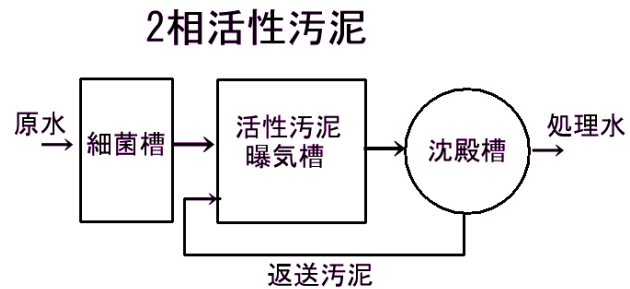 2相活性汚泥
原水
細菌槽
活性汚泥
曝気槽
沈殿槽
処理水
返送汚泥